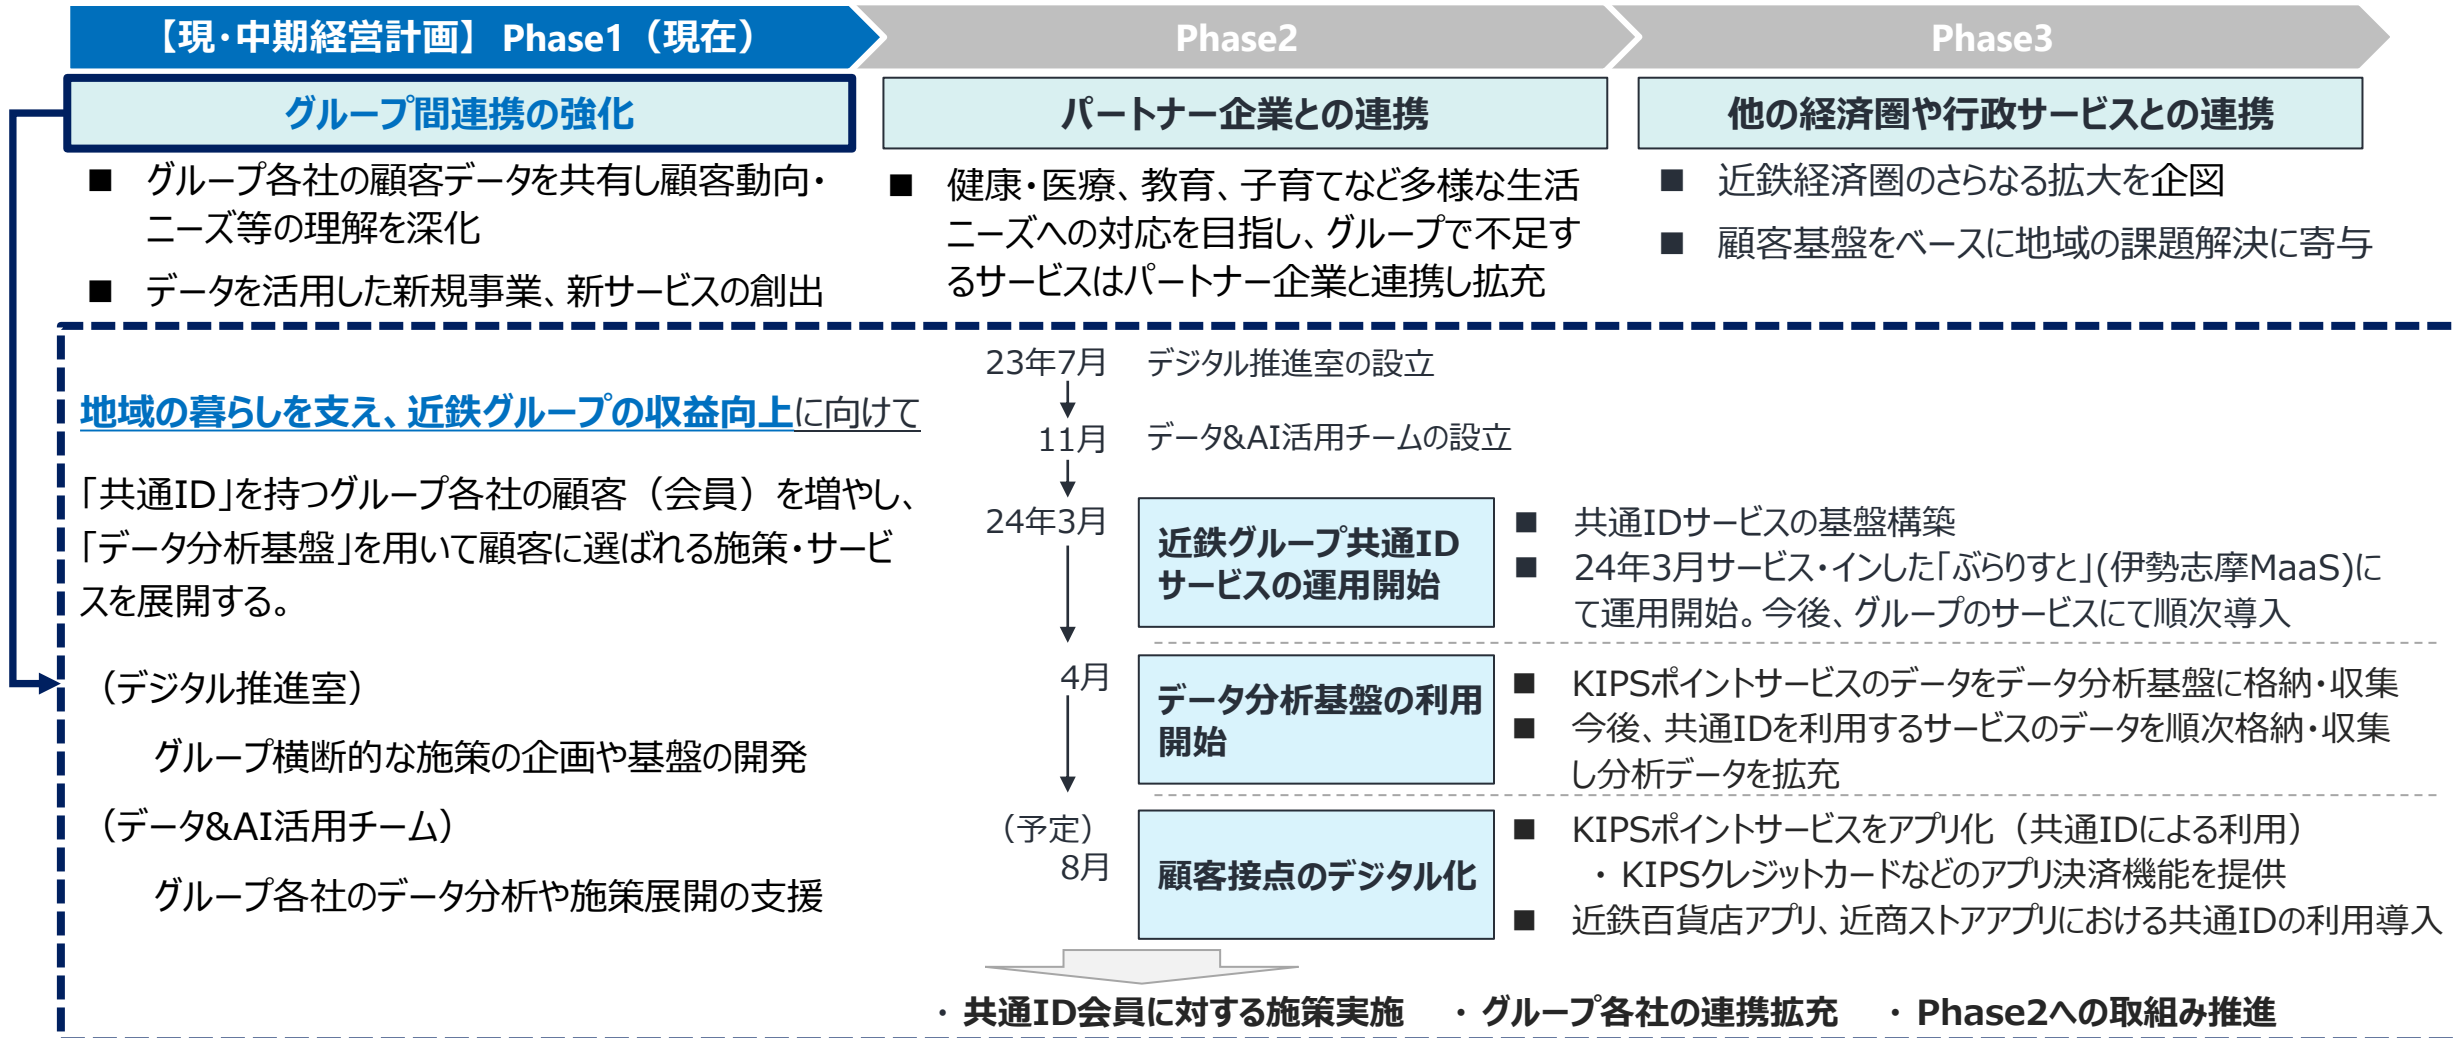 【現・中期経営計画】 Phase1（現在）
Phase2
Phase3
グループ間連携の強化
パートナー企業との連携
他の経済圏や行政サービスとの連携
■ グループ各社の顧客データを共有し顧客動向・
ニーズ等の理解を深化
■ データを活用した新規事業、新サービスの創出
■ 健康・医療、教育、子育てなど多様な生活
ニーズへの対応を目指し、グループで不足す
るサービスはパートナー企業と連携し拡充
■ 近鉄経済圏のさらなる拡大を企図
■ 顧客基盤をベースに地域の課題解決に寄与
地域の暮らしを支え、近鉄グループの収益向上に向けて
「共通ID」を持つグループ各社の顧客（会員）を増やし、
「データ分析基盤」を用いて顧客に選ばれる施策・サービ
スを展開する。
（デジタル推進室）
グループ横断的な施策の企画や基盤の開発
（データ&AI活用チーム）
グループ各社のデータ分析や施策展開の支援
23年7月 デジタル推進室の設立
11月 データ&AI活用チームの設立
24年3月
近鉄グループ共通ID
サービスの運用開始
■ 共通IDサービスの基盤構築
■ 24年3月サービス・インした「ぶらりすと」(伊勢志摩MaaS)に
て運用開始。今後、グループのサービスにて順次導入
4月
データ分析基盤の利用
開始
■ KIPSポイントサービスのデータをデータ分析基盤に格納・収集
■ 今後、共通IDを利用するサービスのデータを順次格納・収集
し分析データを拡充
（予定）
8月
顧客接点のデジタル化
■ KIPSポイントサービスをアプリ化（共通IDによる利用）
・KIPSクレジットカードなどのアプリ決済機能を提供
■ 近鉄百貨店アプリ、近商ストアアプリにおける共通IDの利用導入
・共通ID会員に対する施策実施 ・グループ各社の連携拡充 ・Phase2への取組み推進